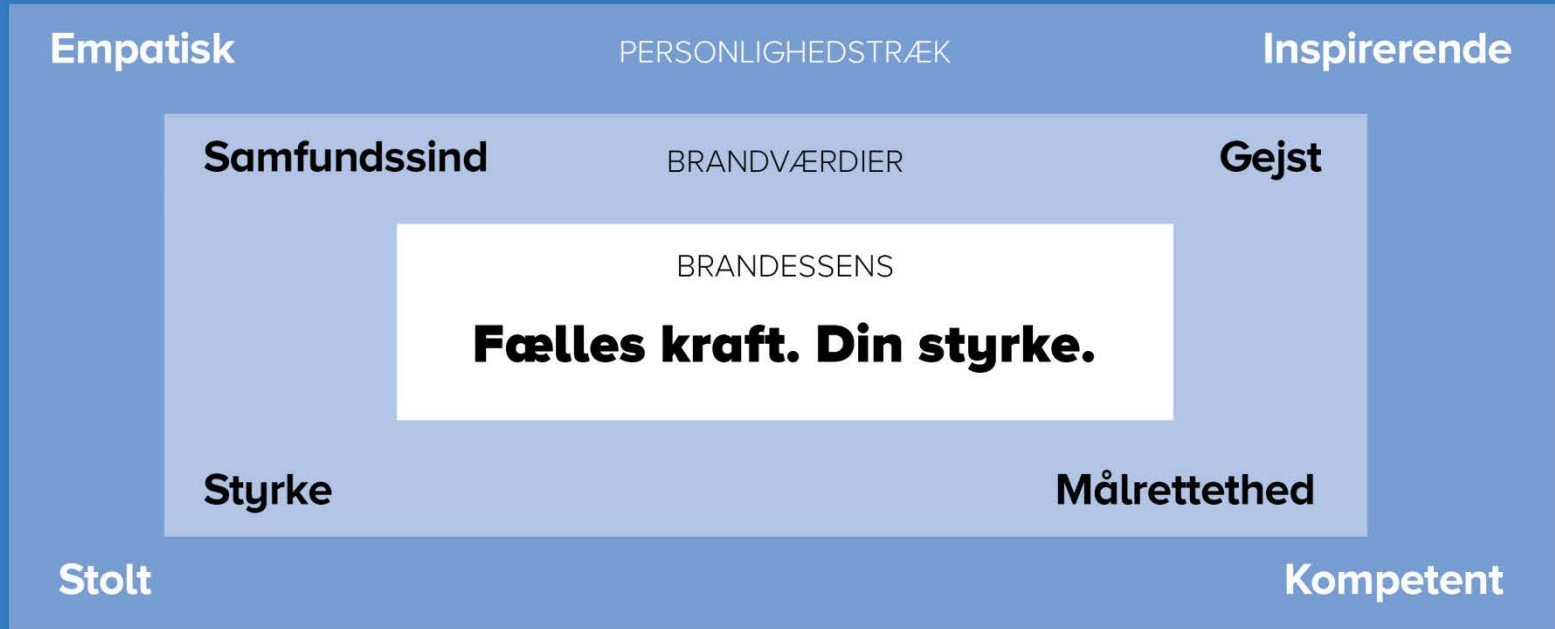 Empatisk PERSONLIGHEDSTRÆK Inspirerende
Samfundssind BRANDVÆRDIER Gejst
BRANDESSENS
Fælles kraft. Din styrke.
Styrke Målrettethed
Stolt Kompetent